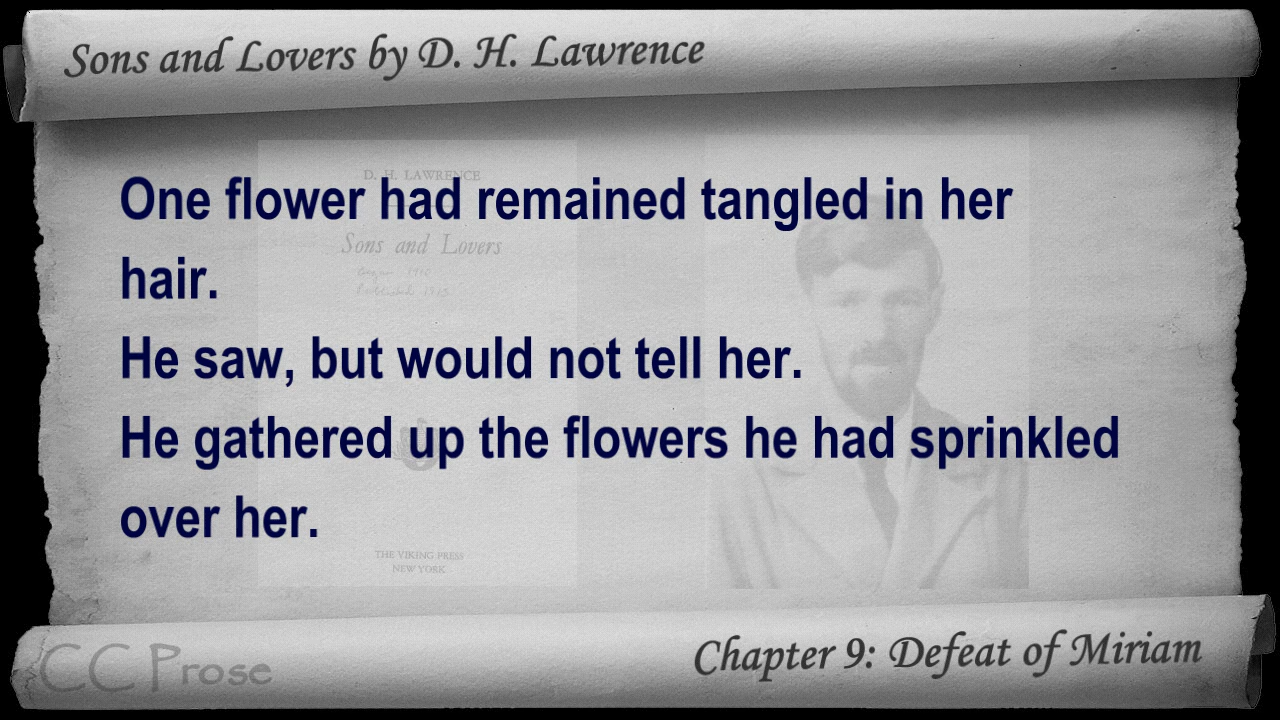 Sons and Lovers by D. H. Lawrence
D. H. LAWRENCE
One flower had remained tangled in her
Sons and Lovers
hair.
He saw, but would not tell her.
He gathered up the flowers he had sprinkled
over her.
THE VIKING PRESS
NEW YORK
CC Prose
Chapter 9: Defeat of Miriam